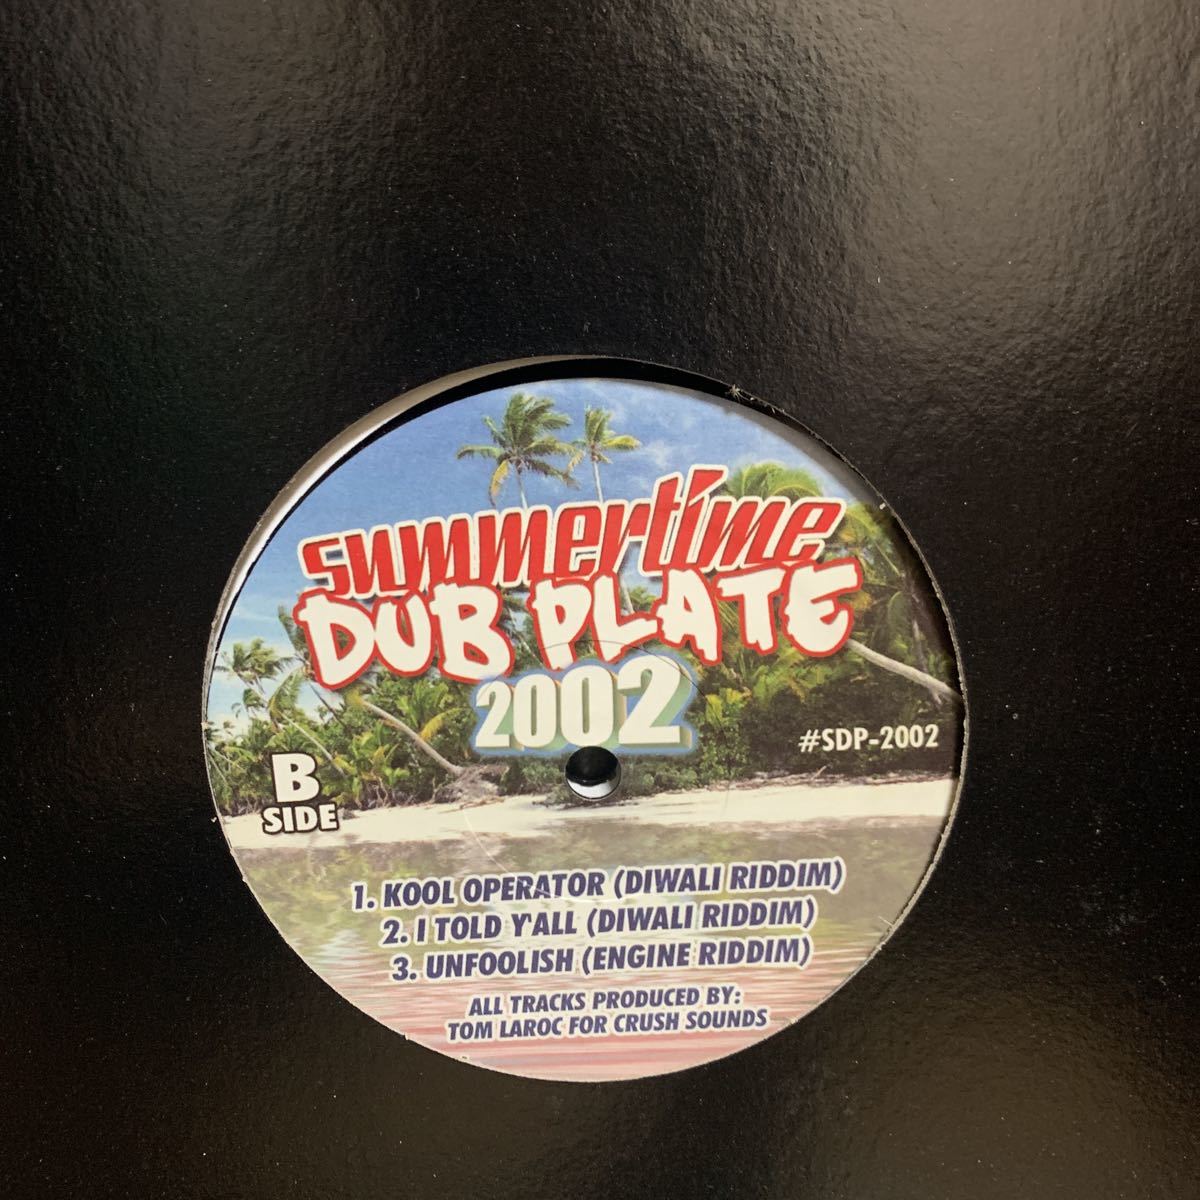 summertime
DUB PLATE
2002
#SDP-2002
B
SIDE
1. KOOL OPERATOR (DIWALI RIDDIM)
2. I TOLD Y'ALL (DIWALI RIDDIM)
3. UNFOOLISH (ENGINE RIDDIM)
ALL TRACKS PRODUCED BY:
TOM LAROC FOR CRUSH SOUNDS